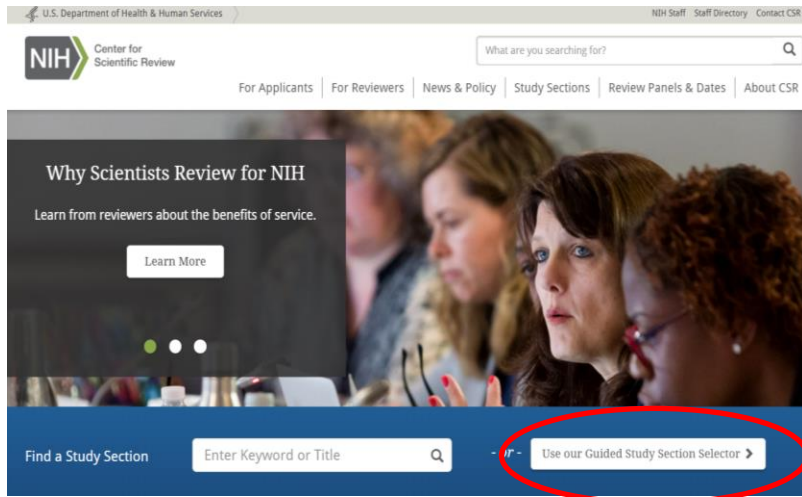 U.S. Department of Health & Human Services
NIH Staff Staff Directory Contact CSR
NIH
Center for
Scientific Review
What are you searching for?
For Applicants For Reviewers News & Policy Study Sections Review Panels & Dates About CSR
Why Scientists Review for NIH
Learn from reviewers about the benefits of service.
Learn More
Find a Study Section
Enter Keyword or Title
- or -
Use our Guided Study Section Selector